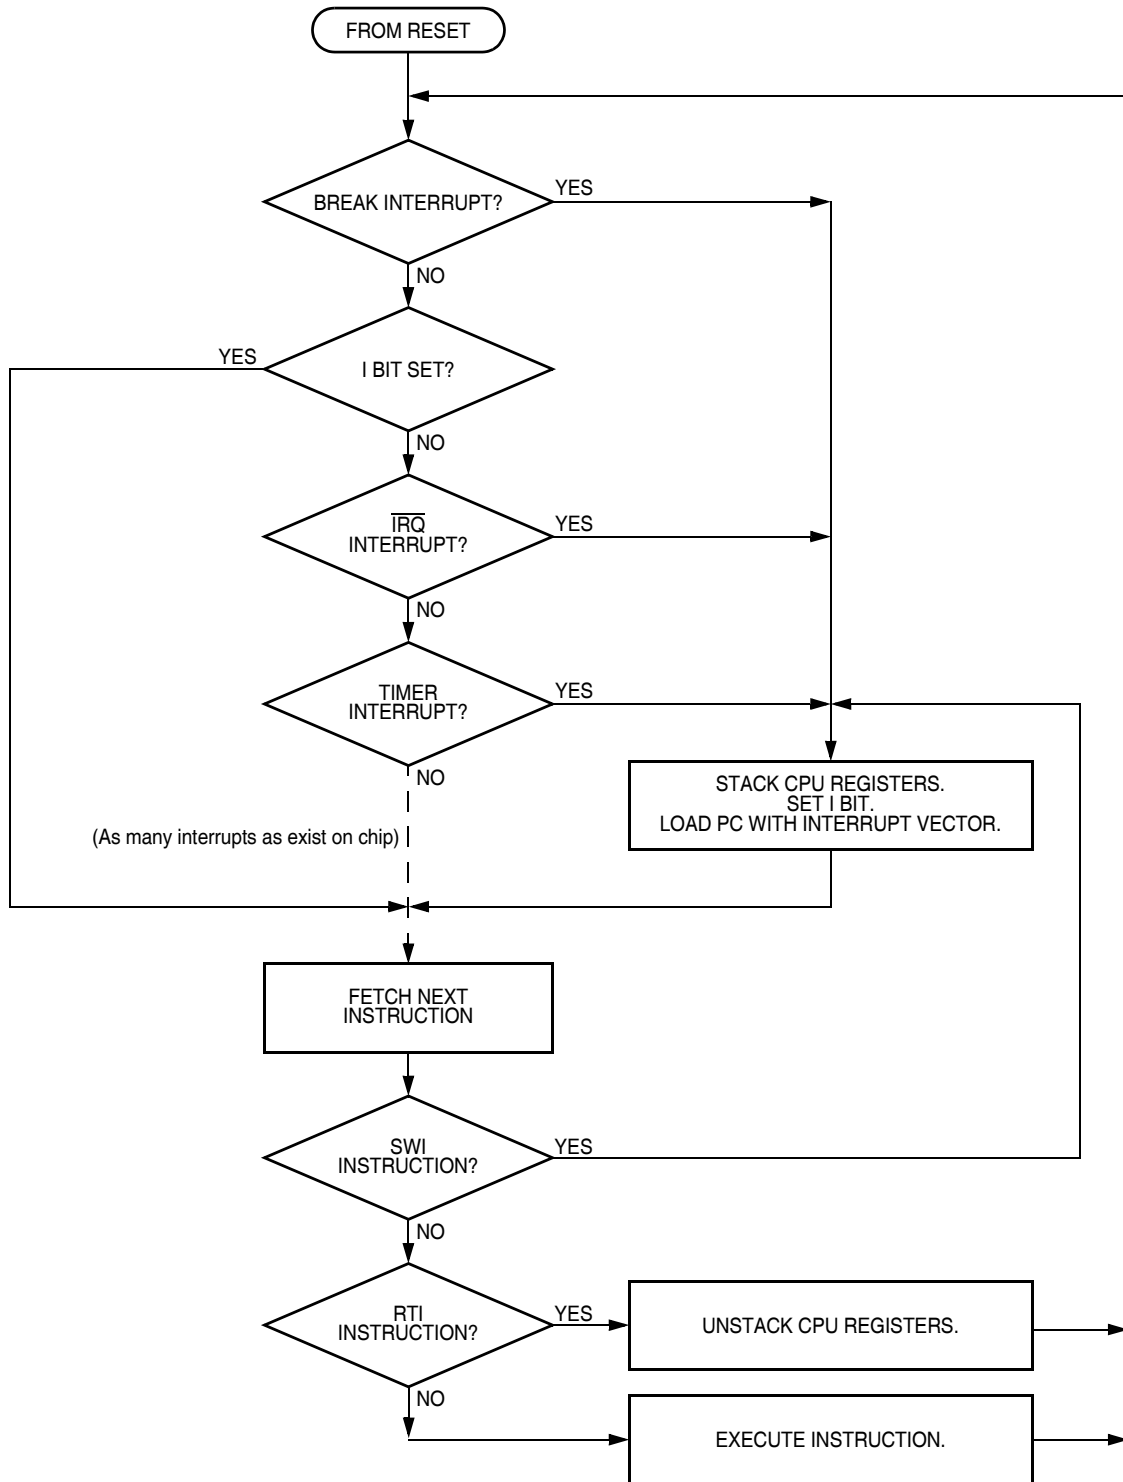 FROM RESET
BREAK INTERRUPT?
YES
NO
I BIT SET?
YES
NO
IRQ
INTERRUPT?
YES
NO
TIMER
INTERRUPT?
YES
NO
STACK CPU REGISTERS.
SET I BIT.
LOAD PC WITH INTERRUPT VECTOR.
(As many interrupts as exist on chip)
FETCH NEXT
INSTRUCTION
SWI
INSTRUCTION?
YES
NO
RTI
INSTRUCTION?
YES
UNSTACK CPU REGISTERS.
NO
EXECUTE INSTRUCTION.